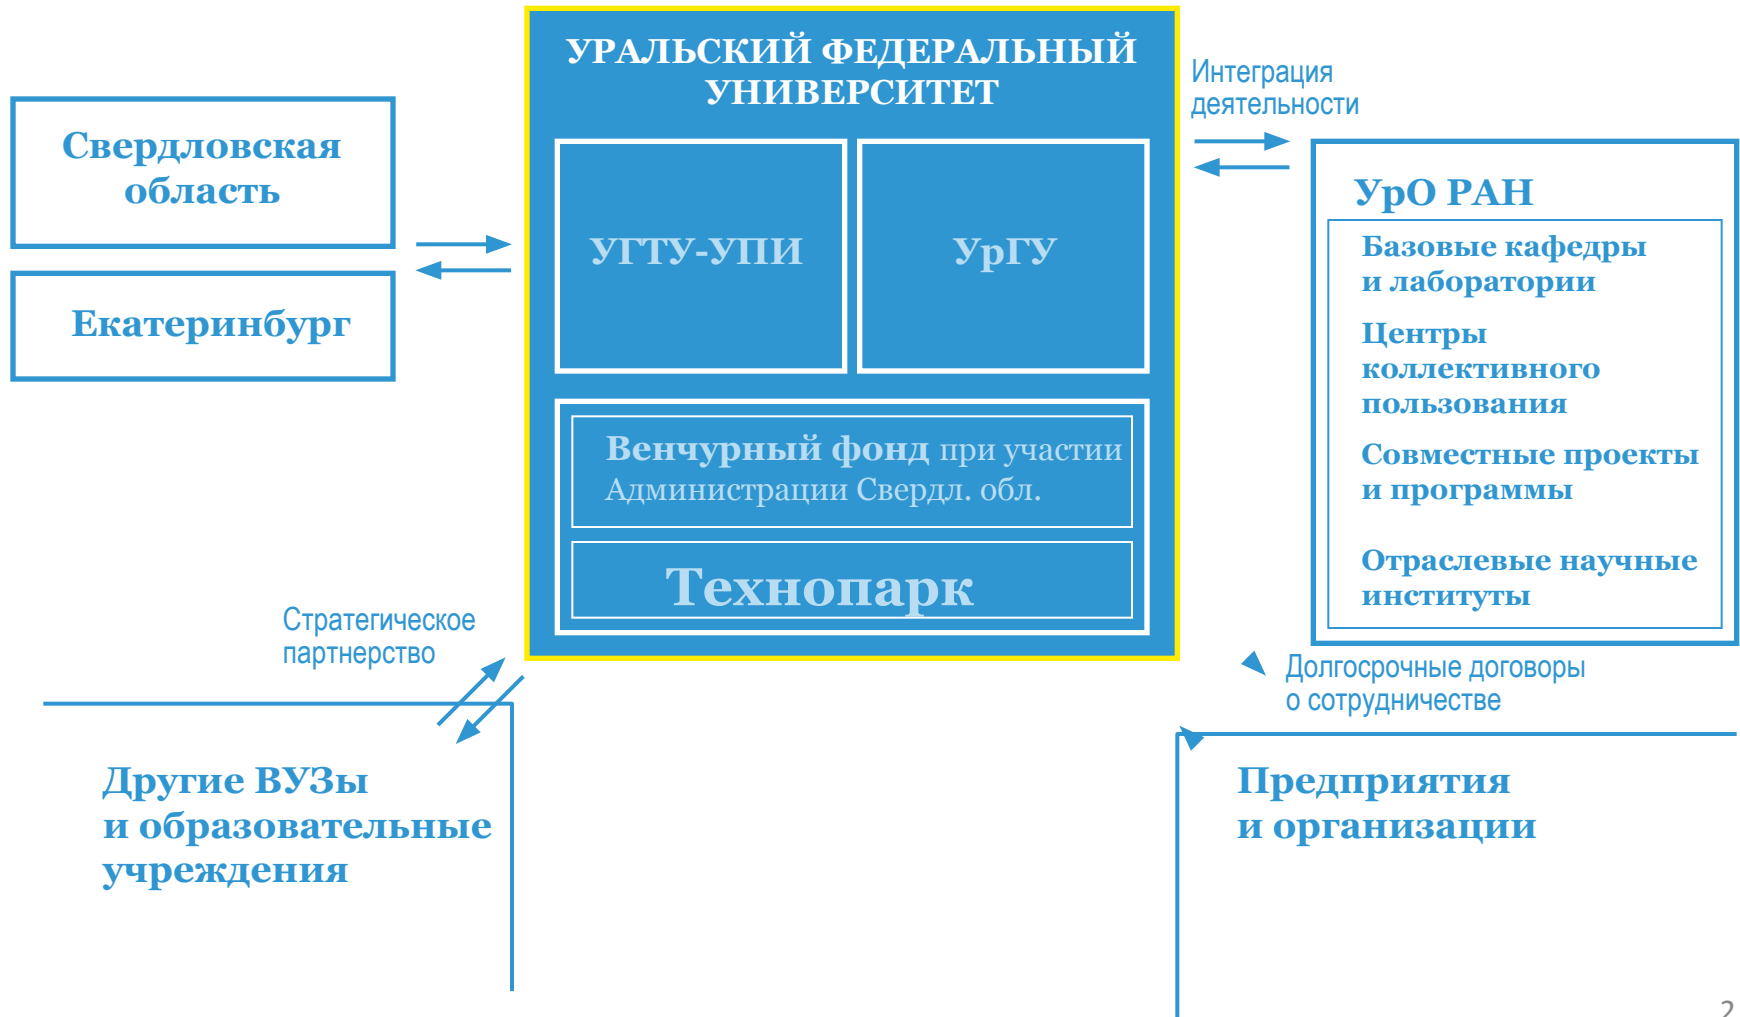 УРАЛЬСКИЙ ФЕДЕРАЛЬНЫЙ
УНИВЕРСИТЕТ
Свердловская
область
Екатеринбург
УГТУ-УПИ
УрГУ
Венчурный фонд при участии
Администрации Свердл. обл.
Технопарк
Интеграция
деятельности
УрО РАН
Базовые кафедры
и лаборатории
Центры
коллективного
пользования
Совместные проекты
и программы
Отраслевые научные
институты
Стратегическое
партнерство
Долгосрочные договоры
о сотрудничестве
Другие ВУЗы
и образовательные
учреждения
Предприятия
и организации
2